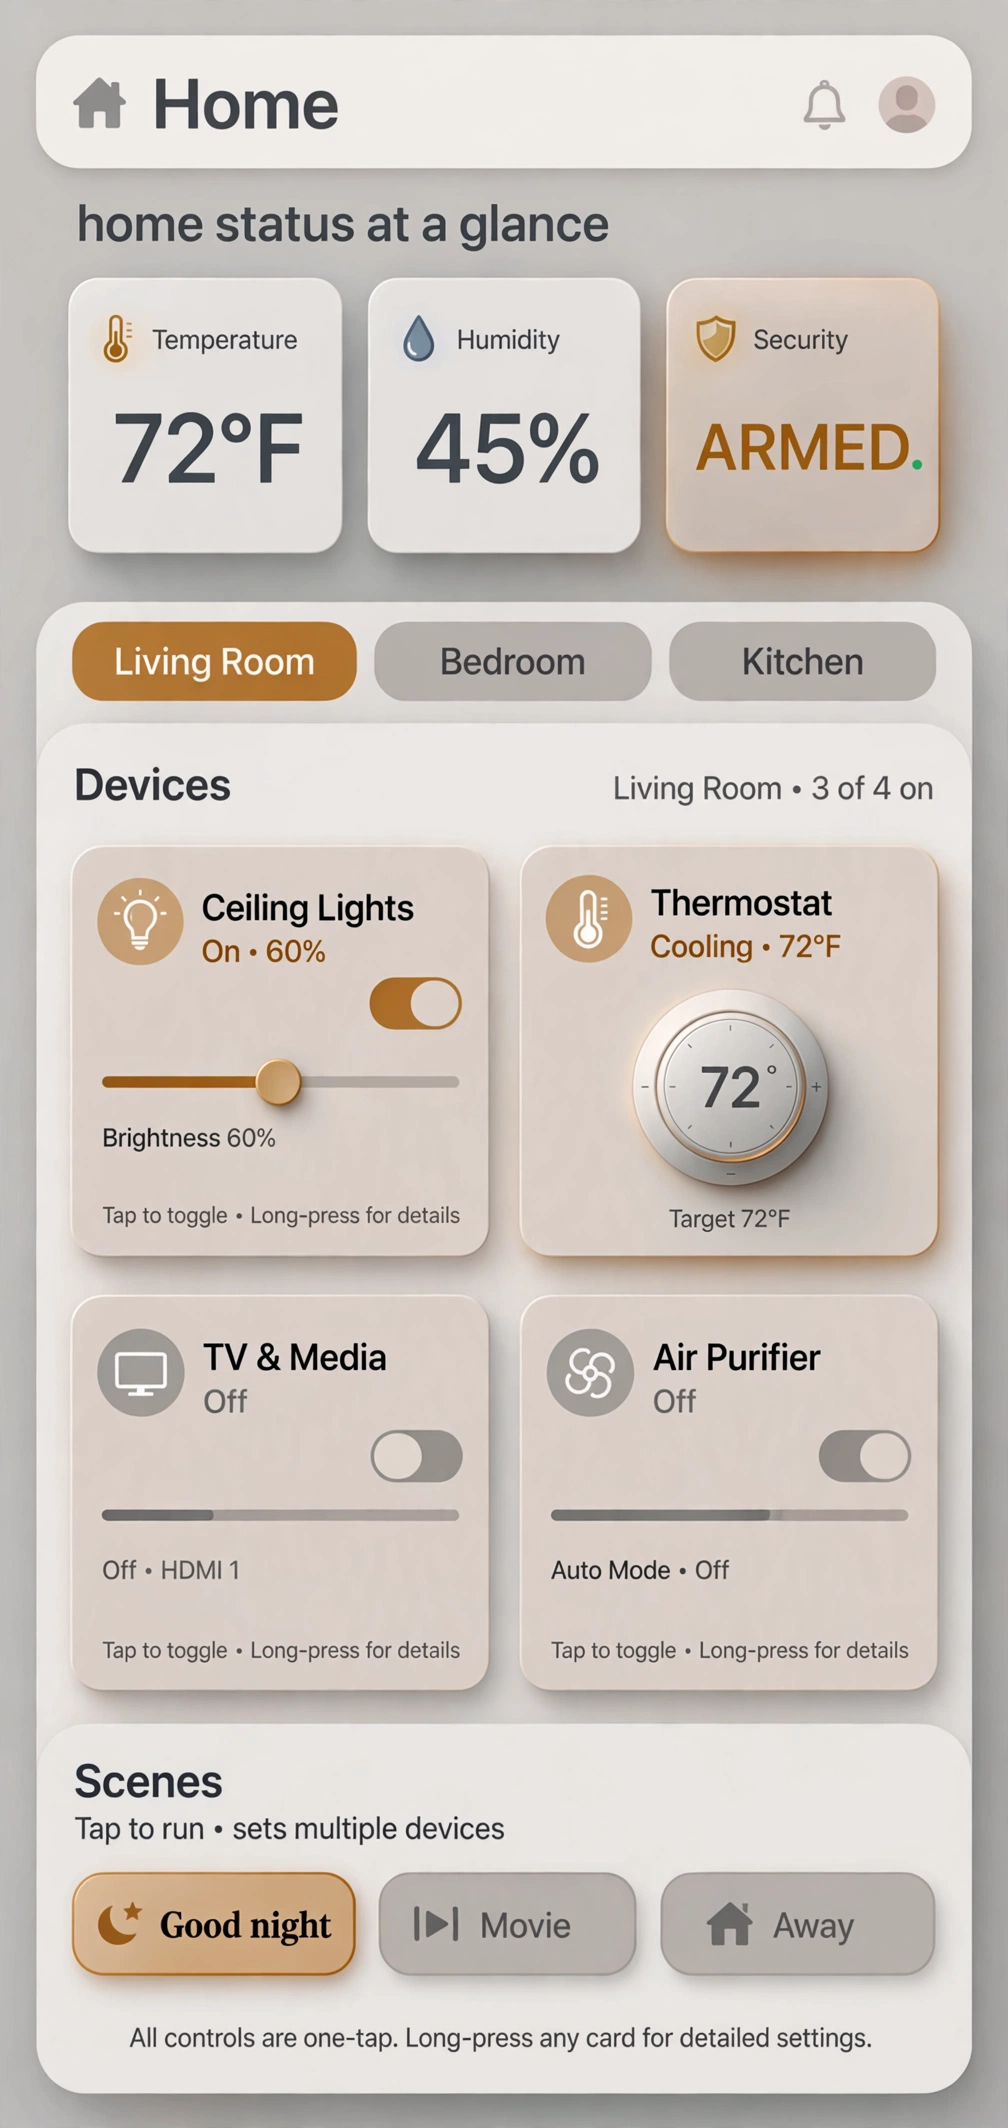 Home
home status at a glance
Temperature
72°F
Humidity
45%
Security
ARMED.
Living Room
Bedroom
Kitchen
Devices
Living Room • 3 of 4 on
Ceiling Lights
On • 60%
Brightness 60%
Tap to toggle • Long-press for details
Thermostat
Cooling • 72°F
72°
Target 72°F
TV & Media
Off
Off • HDMI 1
Tap to toggle • Long-press for details
Air Purifier
Off
Auto Mode • Off
Tap to toggle • Long-press for details
Scenes
Tap to run • sets multiple devices
Good night
Movie
Away
All controls are one-tap. Long-press any card for detailed settings.